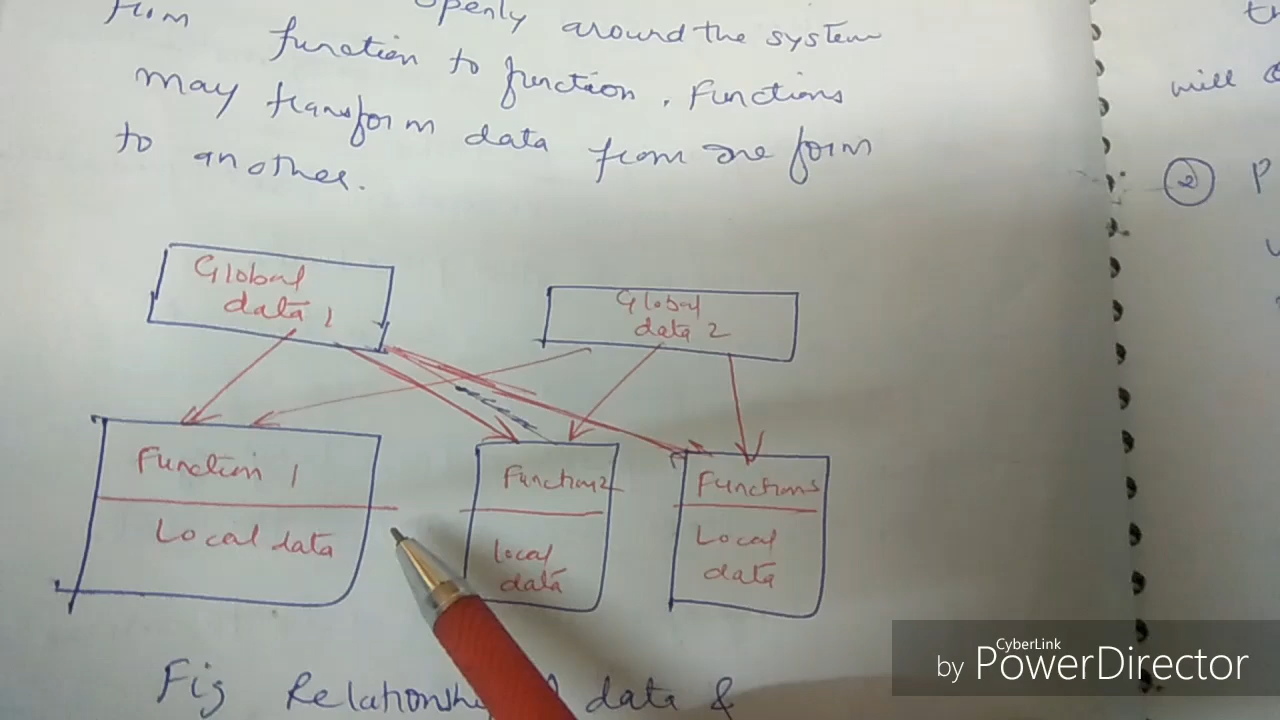 from openly around the system
function to function. Functions
may transform data from one form
to another.
Global
data 1
Global
data 2
Function 1
Local data
Function2
local
data
Function3
Local
data
Fig Relationship data &
will
2 P
CyberLink
by PowerDirector